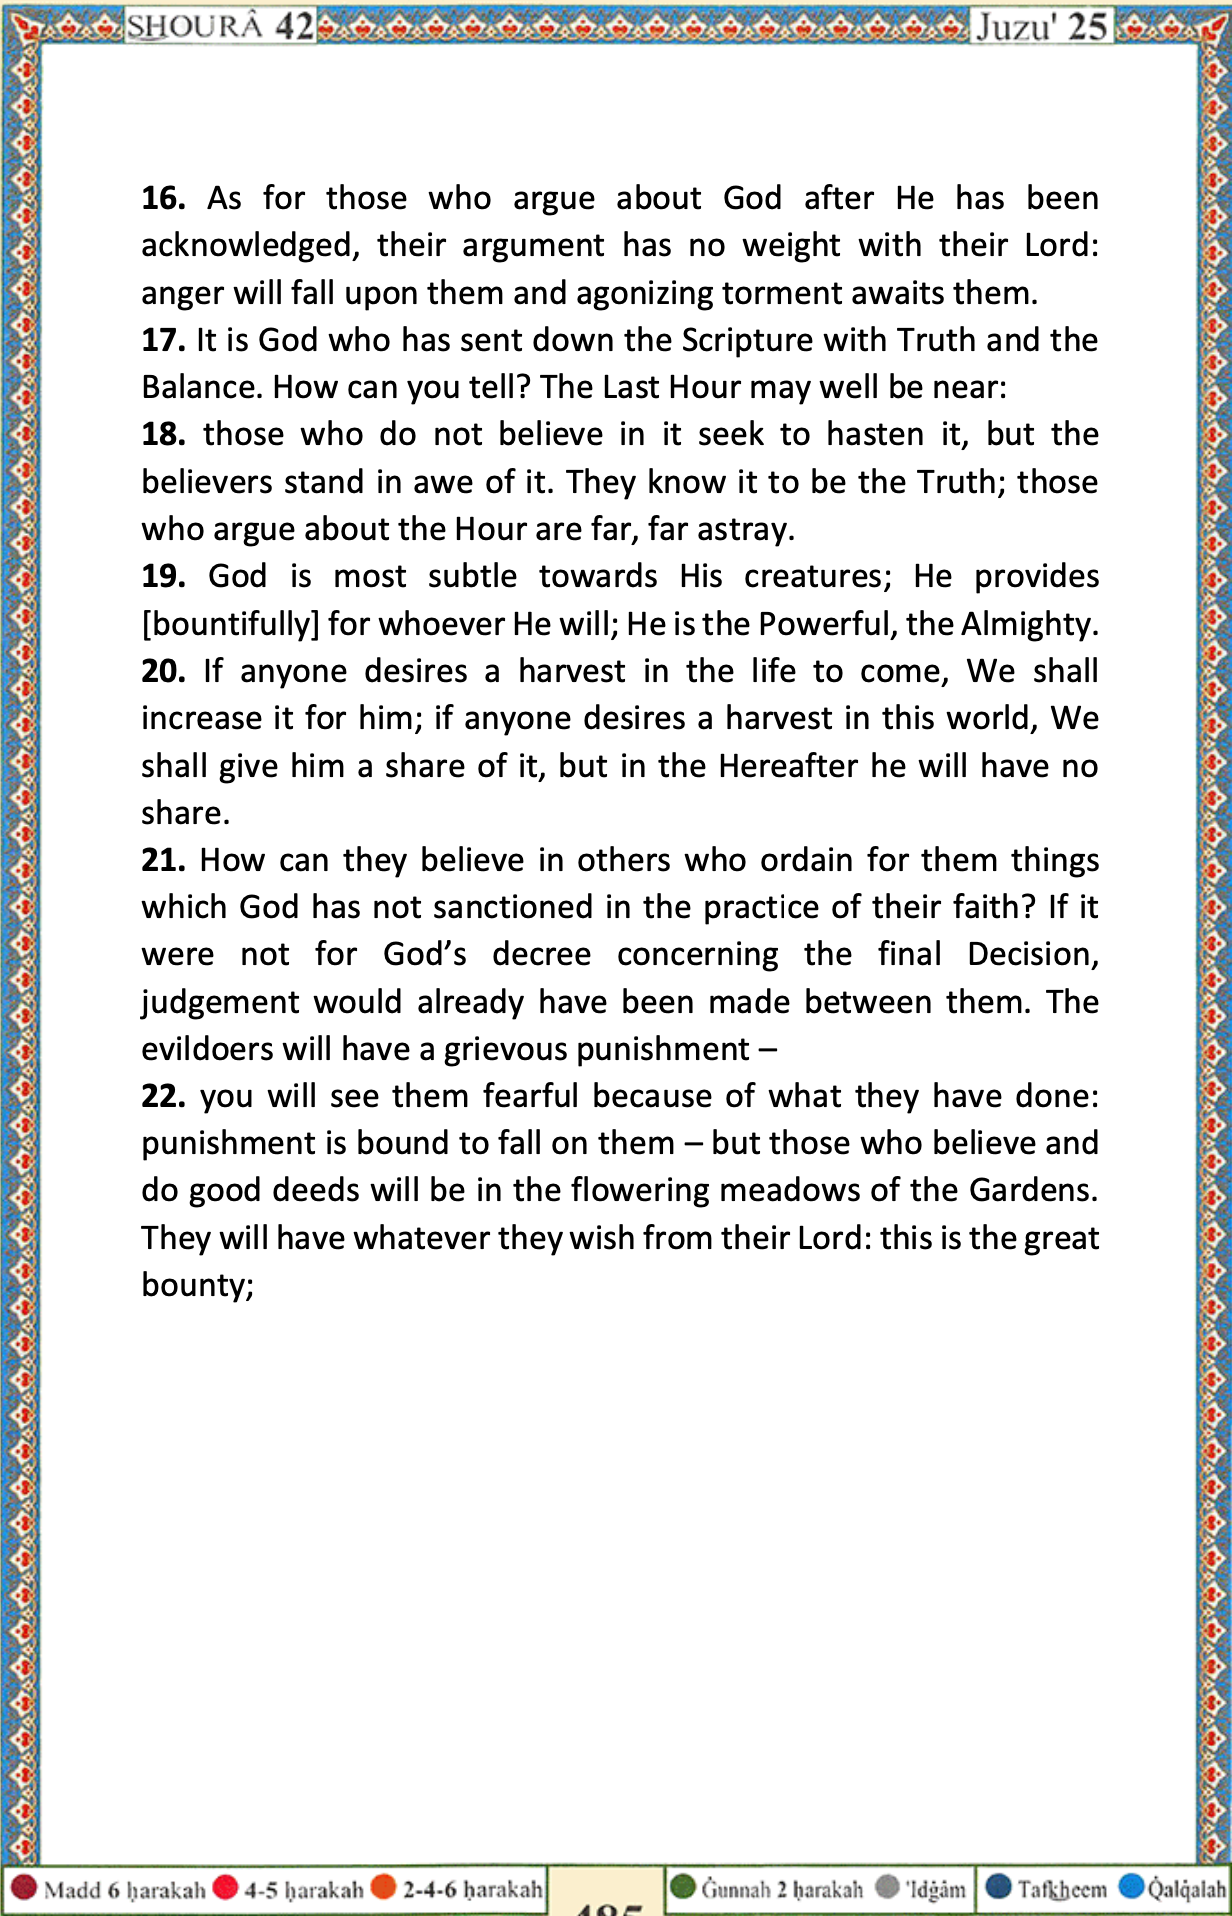 SHOURÂ 42 Juzu' 25
16. As for those who argue about God after He has been
acknowledged, their argument has no weight with their Lord:
anger will fall upon them and agonizing torment awaits them.
17. It is God who has sent down the Scripture with Truth and the
Balance. How can you tell? The Last Hour may well be near:
18. those who do not believe in it seek to hasten it, but the
believers stand in awe of it. They know it to be the Truth; those
who argue about the Hour are far, far astray.
19. God is most subtle towards His creatures; He provides
[bountifully] for whoever He will; He is the Powerful, the Almighty.
20. If anyone desires a harvest in the life to come, We shall
increase it for him; if anyone desires a harvest in this world, We
shall give him a share of it, but in the Hereafter he will have no
share.
21. How can they believe in others who ordain for them things
which God has not sanctioned in the practice of their faith? If it
were not for God’s decree concerning the final Decision,
judgement would already have been made between them. The
evildoers will have a grievous punishment –
22. you will see them fearful because of what they have done:
punishment is bound to fall on them – but those who believe and
do good deeds will be in the flowering meadows of the Gardens.
They will have whatever they wish from their Lord: this is the great
bounty;
Madd 6 ḥarakah 4-5 ḥarakah 2-4-6 ḥarakah 485 Ġunnah 2 ḥarakah 'Idġâm Tafkheem Q̇alq̇alah